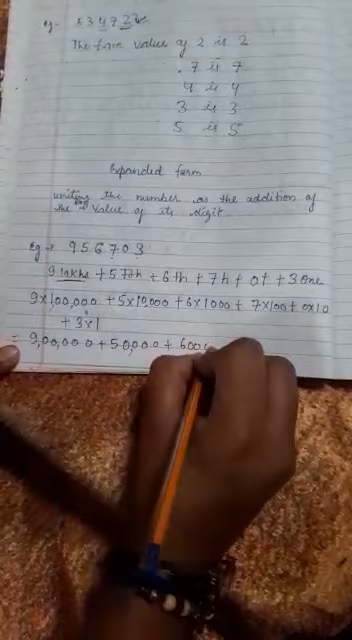 eg→ 534722
The face value of 2 is 2
. 7 is 7
4 is 4
3 is 3
5 is 5
Expanded form
writing the number as the addition of
the value of its digit.
Eg→ 956703
9 lakhs + 5 Tth + 6 th + 7h + 0t + 3 one
9×1,00,000 + 5×10,000 + 6×1000 + 7×100 + 0×10
+ 3×1
= 9,00,000 + 50,000 + 600